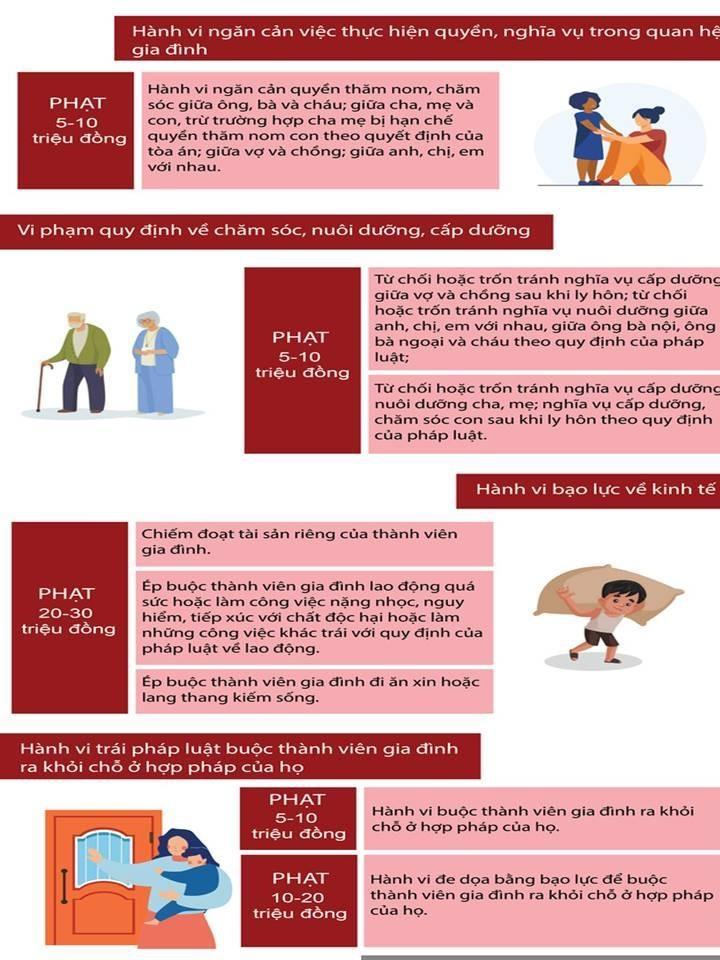 Hành vi ngăn cản việc thực hiện quyền, nghĩa vụ trong quan hệ
gia đình
PHẠT
5-10
triệu đồng
Hành vi ngăn cản quyền thăm nom, chăm
sóc giữa ông, bà và cháu; giữa cha, mẹ và
con, trừ trường hợp cha mẹ bị hạn chế
quyền thăm nom con theo quyết định của
tòa án; giữa vợ và chồng; giữa anh, chị, em
với nhau.
Vi phạm quy định về chăm sóc, nuôi dưỡng, cấp dưỡng
PHẠT
5-10
triệu đồng
Từ chối hoặc trốn tránh nghĩa vụ cấp dưỡng
giữa vợ và chồng sau khi ly hôn; từ chối
hoặc trốn tránh nghĩa vụ nuôi dưỡng giữa
anh, chị, em với nhau, giữa ông bà nội, ông
bà ngoại và cháu theo quy định của pháp
luật;
Từ chối hoặc trốn tránh nghĩa vụ cấp dưỡng
nuôi dưỡng cha, mẹ; nghĩa vụ cấp dưỡng,
chăm sóc con sau khi ly hôn theo quy định
của pháp luật.
Hành vi bạo lực về kinh tế
PHẠT
20-30
triệu đồng
Chiếm đoạt tài sản riêng của thành viên
gia đình.
Ép buộc thành viên gia đình lao động quá
sức hoặc làm công việc nặng nhọc, nguy
hiểm, tiếp xúc với chất độc hại hoặc làm
những công việc khác trái với quy định của
pháp luật về lao động.
Ép buộc thành viên gia đình đi ăn xin hoặc
lang thang kiếm sống.
Hành vi trái pháp luật buộc thành viên gia đình
ra khỏi chỗ ở hợp pháp của họ
PHẠT
5-10
triệu đồng
Hành vi buộc thành viên gia đình ra khỏi
chỗ ở hợp pháp của họ.
PHẠT
10-20
triệu đồng
Hành vi đe dọa bằng bạo lực để buộc
thành viên gia đình ra khỏi chỗ ở hợp pháp
của họ.